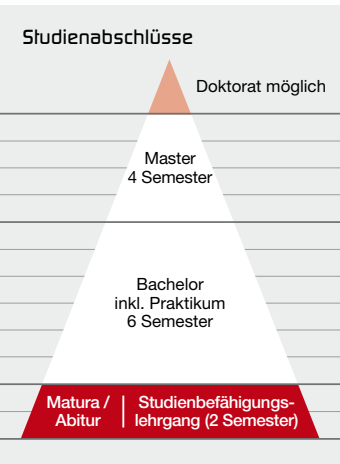 Studienabschlüsse
Doktorat möglich
Master
4 Semester
Bachelor
inkl. Praktikum
6 Semester
Matura /
Abitur
Studienbefähigungs-
lehrgang (2 Semester)